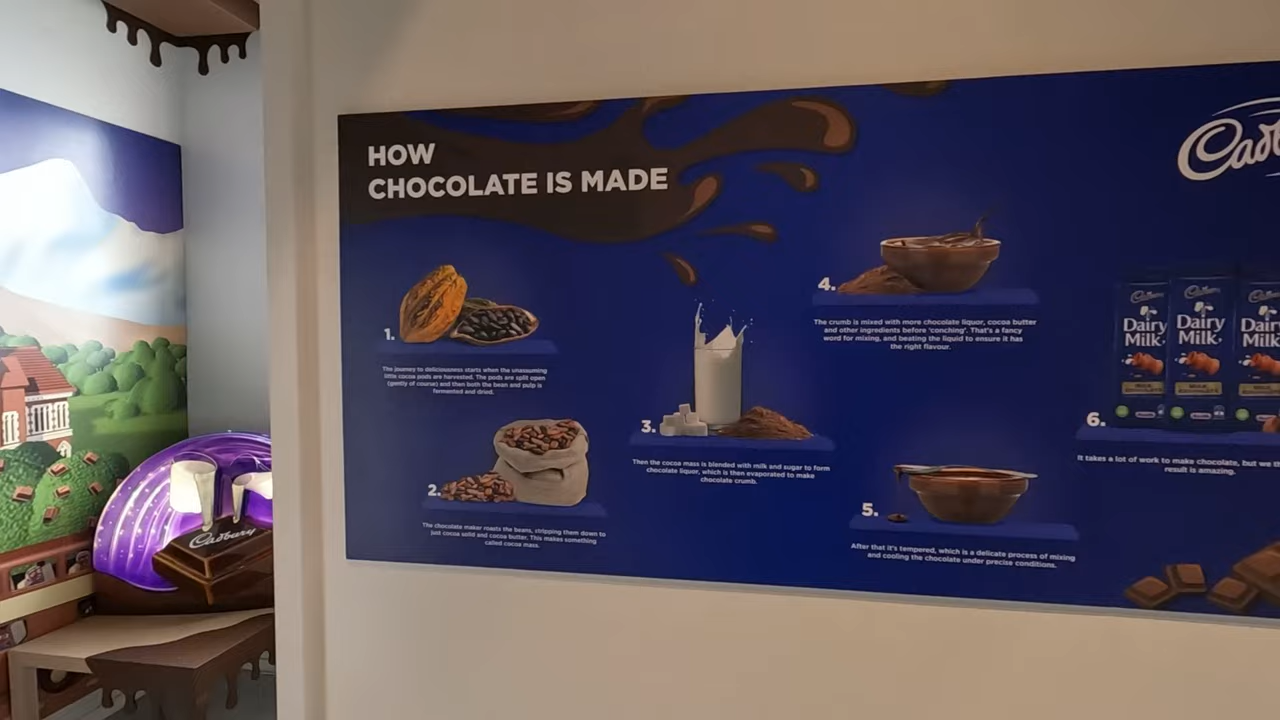 HOW
CHOCOLATE IS MADE
1.
The journey to deliciousness starts when the unassuming
little cocoa pods are harvested. The pods are split open
(gently of course) and then both the bean and pulp is
fermented and dried.
2.
The chocolate maker roasts the beans, stripping them down to
just cocoa solid and cocoa butter. This makes something
called cocoa mass.
3.
Then the cocoa mass is blended with milk and sugar to form
chocolate liquor, which is then evaporated to make
chocolate crumb.
4.
The crumb is mixed with more chocolate liquor, cocoa butter
and other ingredients before 'conching'. That's a fancy
word for mixing, and beating the liquid to ensure it has
the right flavour.
5.
After that it's tempered, which is a delicate process of mixing
and cooling the chocolate under precise conditions.
Cadbury
Dairy
Milk
Cadbury
Dairy
Milk
Dairy
Milk
6.
It takes a lot of work to make chocolate, but we
result is amazing.
Cadbury